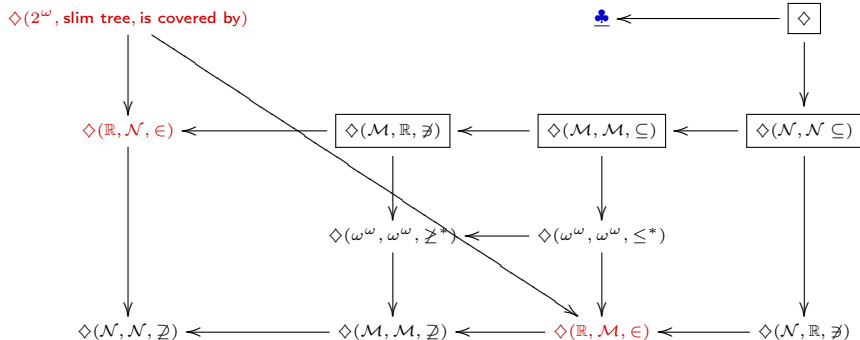 ♢(2^ω, slim tree, is covered by) ♣ ♢
♢(ℝ, 𝒩, ∈) ♢(ℳ, ℝ, ∌) ♢(ℳ, ℳ, ⊆) ♢(𝒩, 𝒩 ⊆)
♢(ω^ω, ω^ω, ≱*) ♢(ω^ω, ω^ω, ≤*)
♢(𝒩, 𝒩, ⊉) ♢(ℳ, ℳ, ⊉) ♢(ℝ, ℳ, ∈) ♢(𝒩, ℝ, ∌)